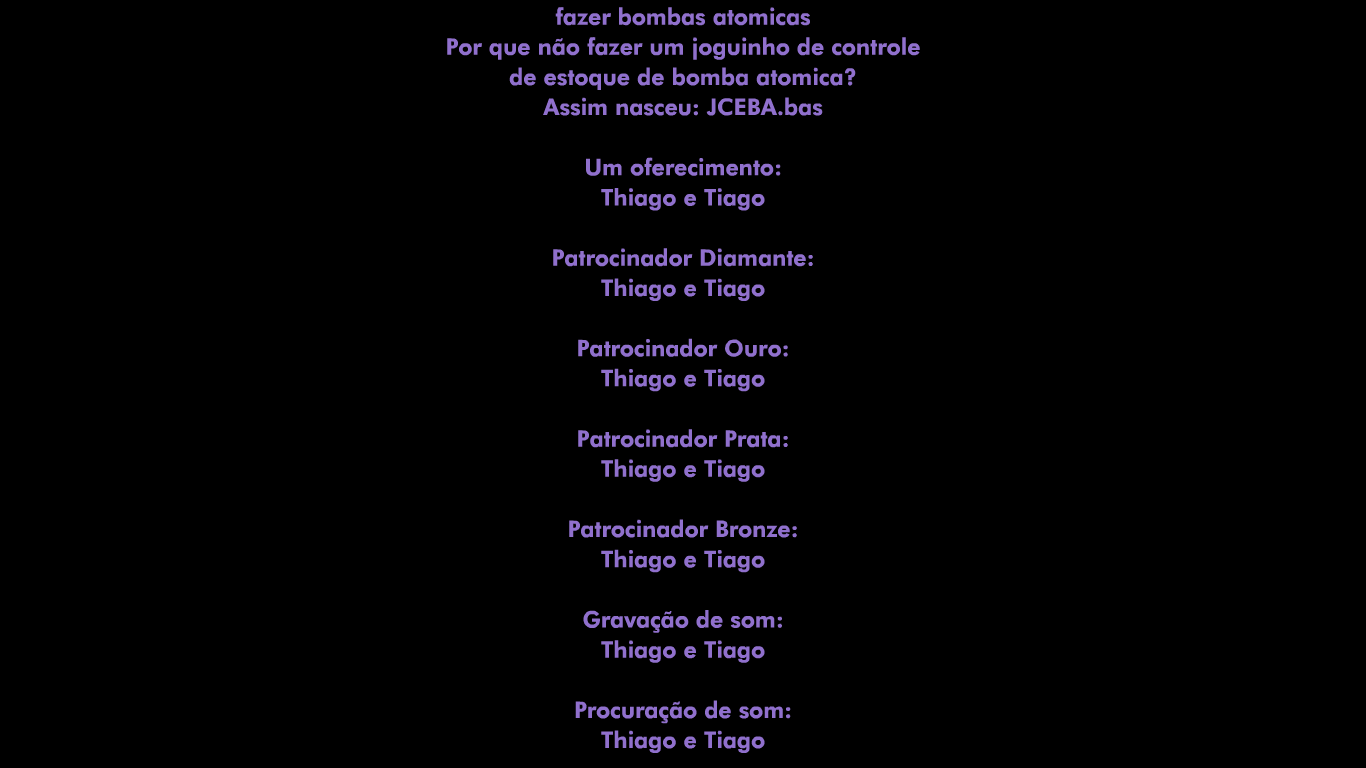 fazer bombas atomicas
Por que não fazer um joguinho de controle
de estoque de bomba atomica?
Assim nasceu: JCEBA.bas
Um oferecimento:
Thiago e Tiago
Patrocinador Diamante:
Thiago e Tiago
Patrocinador Ouro:
Thiago e Tiago
Patrocinador Prata:
Thiago e Tiago
Patrocinador Bronze:
Thiago e Tiago
Gravação de som:
Thiago e Tiago
Procuração de som:
Thiago e Tiago